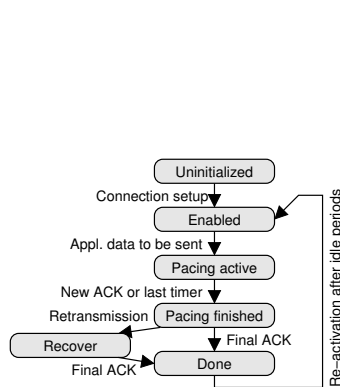 Uninitialized
Connection setup
Enabled
Appl. data to be sent
Pacing active
New ACK or last timer
Retransmission
Pacing finished
Recover
Final ACK
Final ACK
Done
Re−activation after idle periods